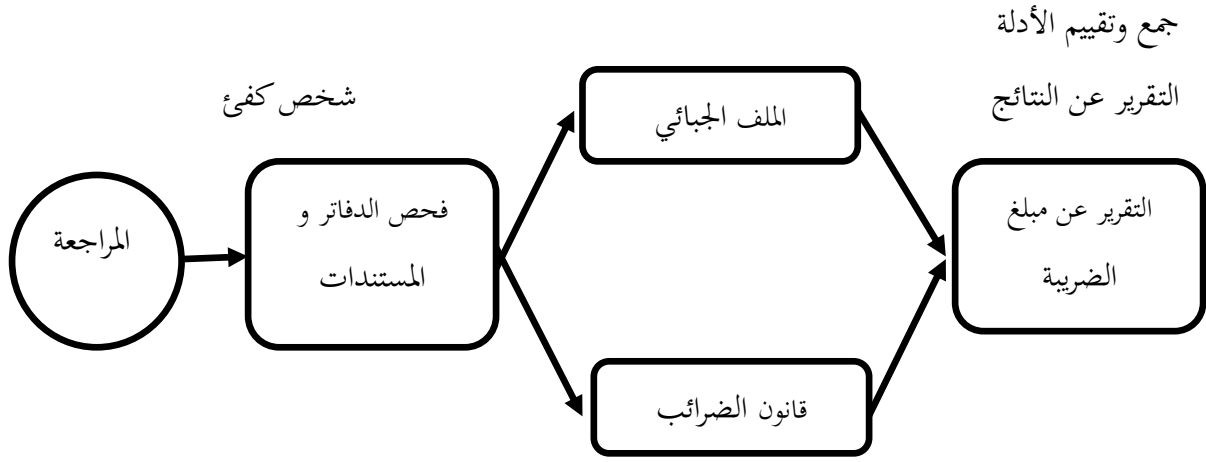 جمع وتقييم الأدلة
التقرير عن النتائج
شخص كفئ
المراجعة
فحص الدفاتر و
المستندات
الملف الجبائي
قانون الضرائب
التقرير عن مبلغ
الضريبة